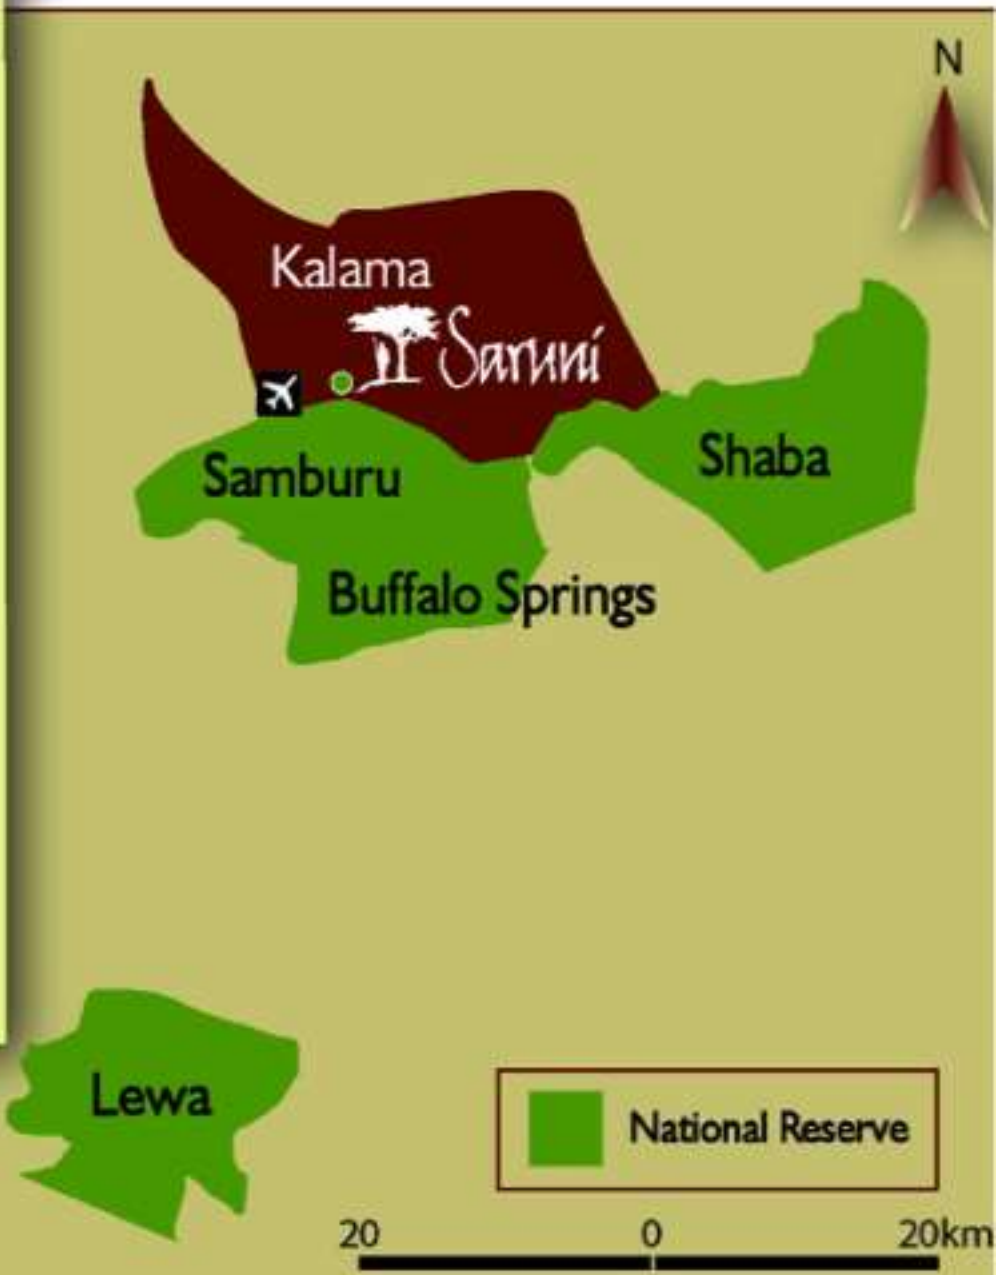 N
Kalama
Saruni
Samburu
Shaba
Buffalo Springs
Lewa
National Reserve
20 0 20km